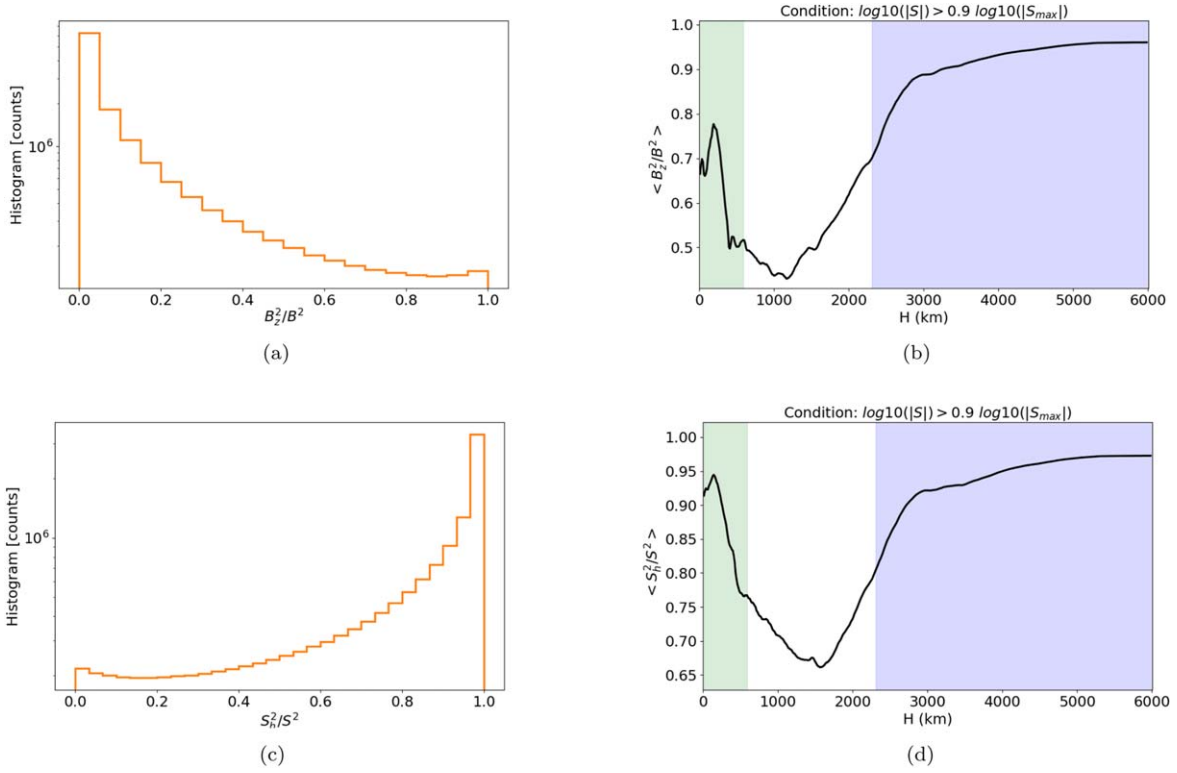 Histogram [counts]
10^6
0.0 0.2 0.4 0.6 0.8 1.0
B_z^2/B^2
(a)
Condition: log10(|S|) > 0.9 log10(|S_max|)
< B_z^2/B^2 >
1.0
0.9
0.8
0.7
0.6
0.5
0 1000 2000 3000 4000 5000 6000
H (km)
(b)
Histogram [counts]
10^6
0.0 0.2 0.4 0.6 0.8 1.0
S_h^2/S^2
(c)
Condition: log10(|S|) > 0.9 log10(|S_max|)
< S_h^2/S^2 >
1.00
0.95
0.90
0.85
0.80
0.75
0.70
0.65
0 1000 2000 3000 4000 5000 6000
H (km)
(d)